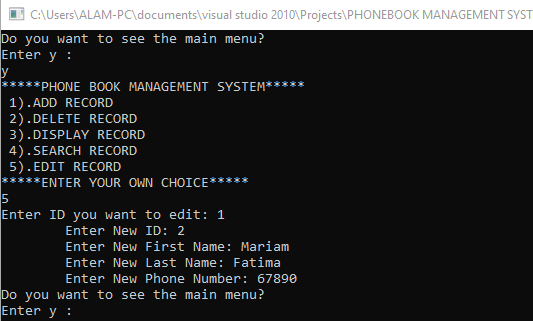 C:\Users\ALAM-PC\documents\visual studio 2010\Projects\PHONEBOOK MANAGEMENT SYST
Do you want to see the main menu?
Enter y :
y
*****PHONE BOOK MANAGEMENT SYSTEM*****
1).ADD RECORD
2).DELETE RECORD
3).DISPLAY RECORD
4).SEARCH RECORD
5).EDIT RECORD
*****ENTER YOUR OWN CHOICE*****
5
Enter ID you want to edit: 1
Enter New ID: 2
Enter New First Name: Mariam
Enter New Last Name: Fatima
Enter New Phone Number: 67890
Do you want to see the main menu?
Enter y :